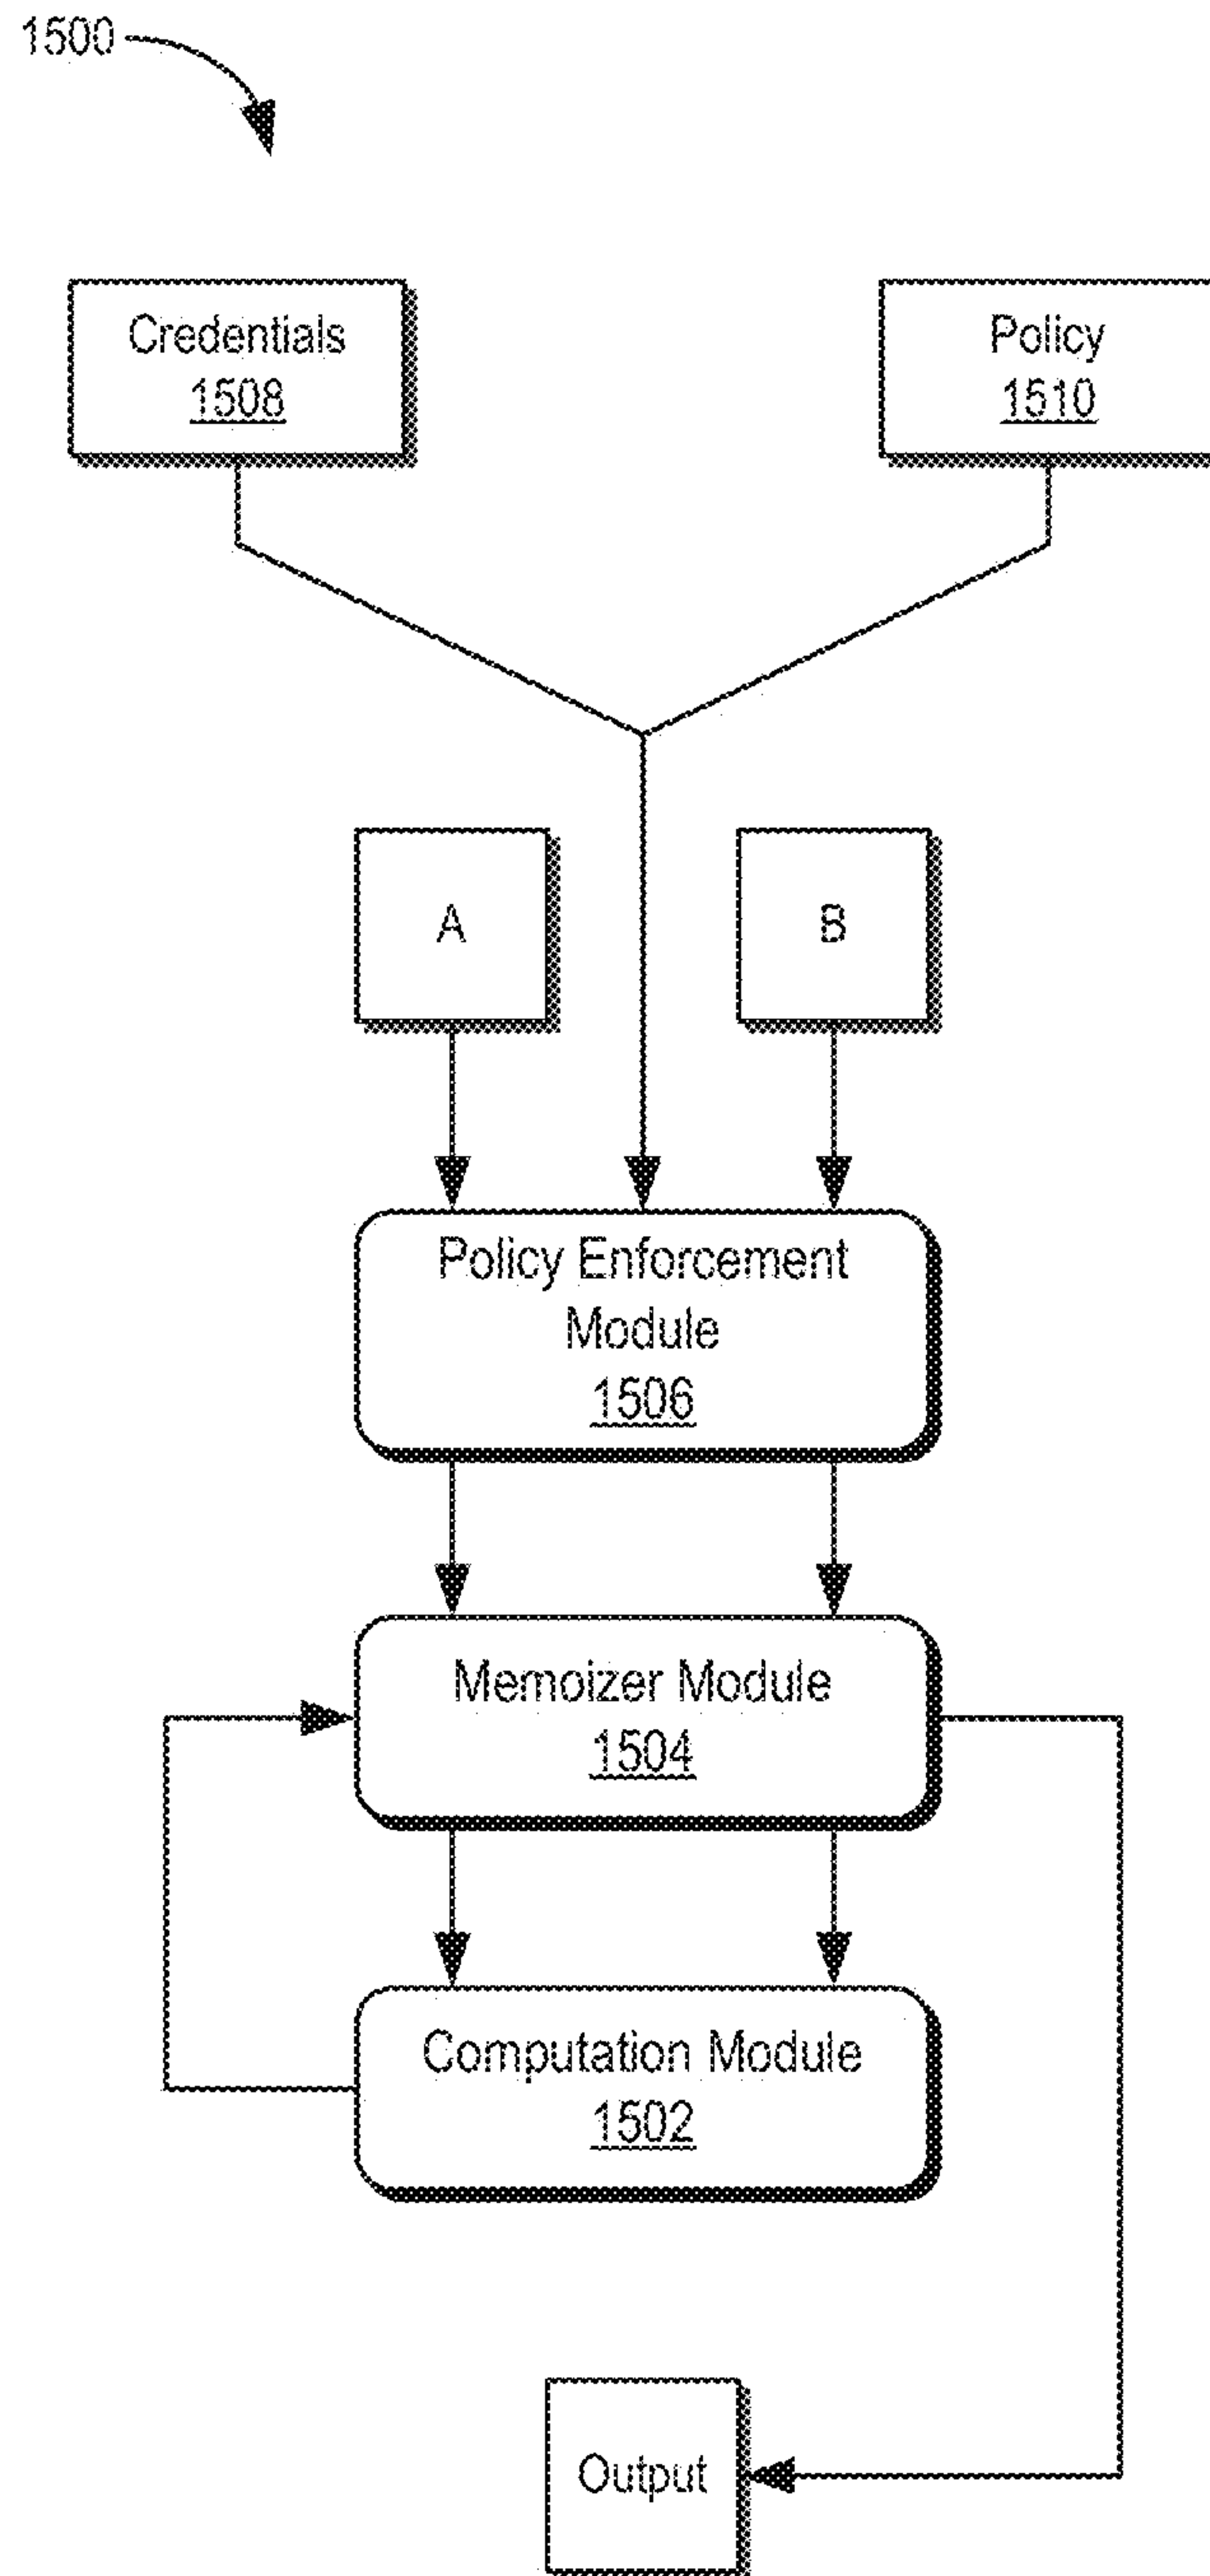 1500
Credentials
1508
Policy
1510
A
B
Policy Enforcement
Module
1506
Memoizer Module
1504
Computation Module
1502
Output